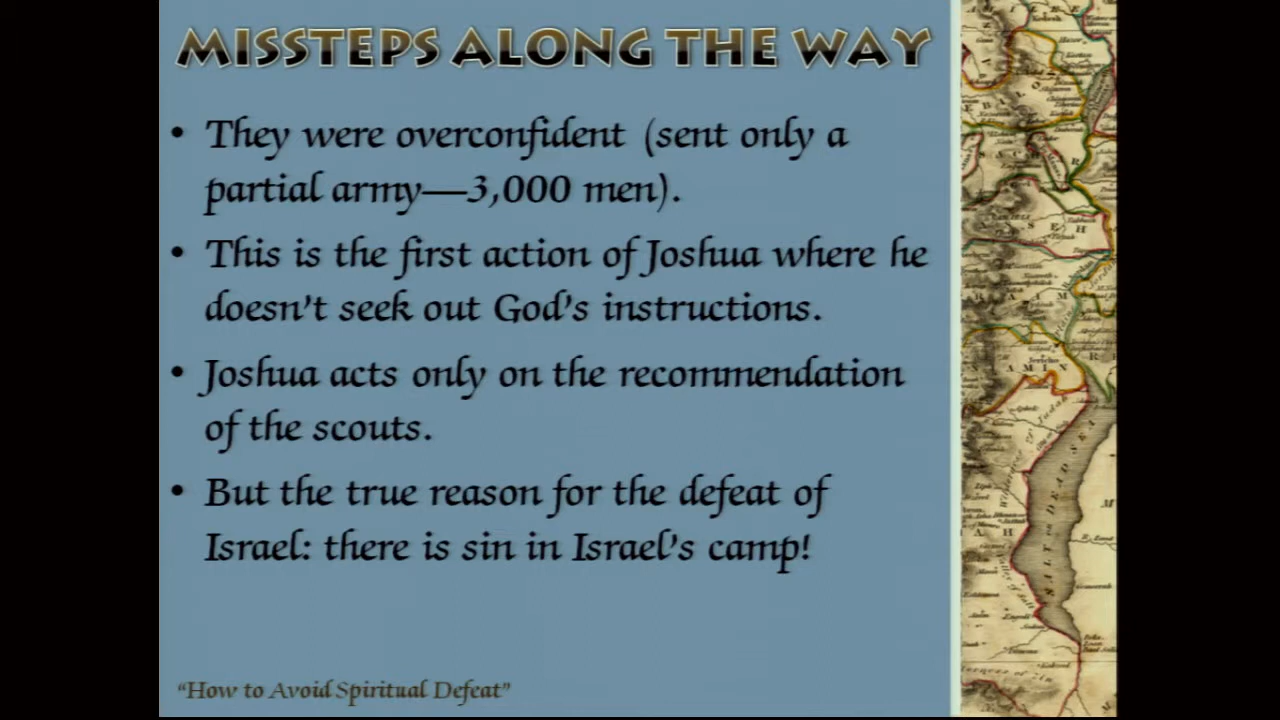 MISSTEPS ALONG THE WAY
• They were overconfident (sent only a
partial army—3,000 men).
• This is the first action of Joshua where he
doesn't seek out God's instructions.
• Joshua acts only on the recommendation
of the scouts.
• But the true reason for the defeat of
Israel: there is sin in Israel's camp!
"How to Avoid Spiritual Defeat"
Jericho
DEAD SEA